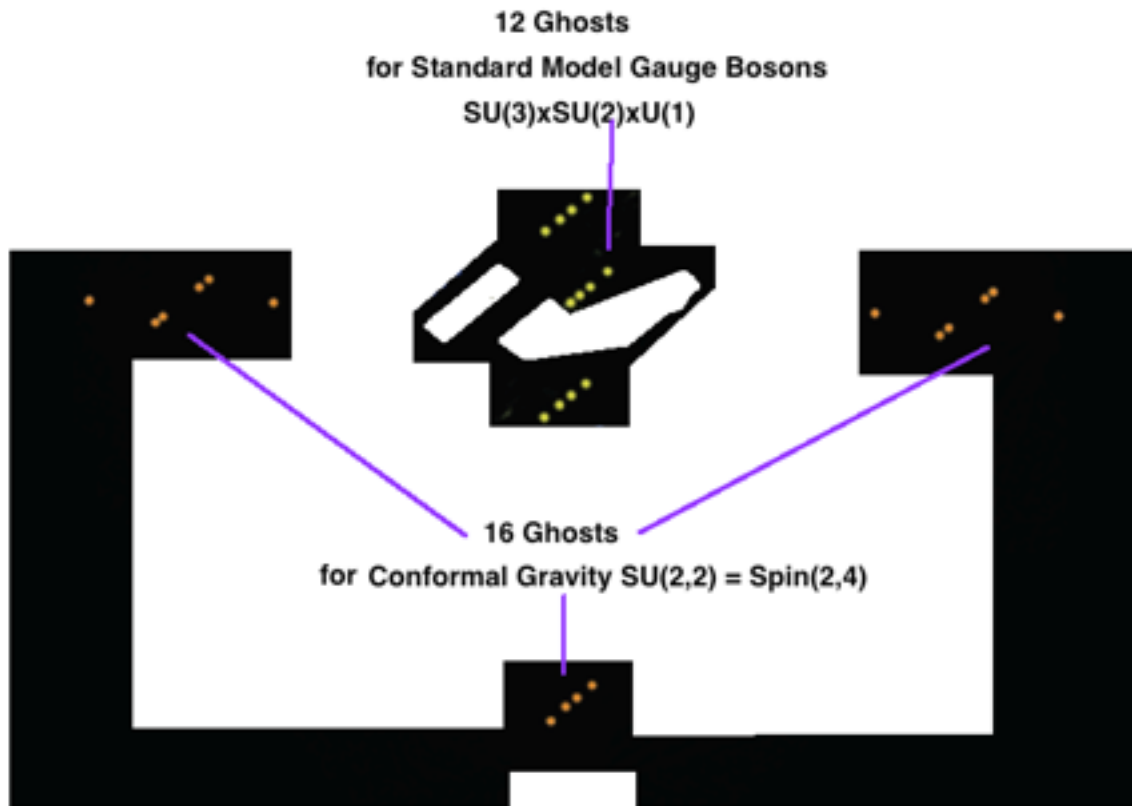 12 Ghosts
for Standard Model Gauge Bosons
SU(3)xSU(2)xU(1)
16 Ghosts
for Conformal Gravity SU(2,2) = Spin(2,4)